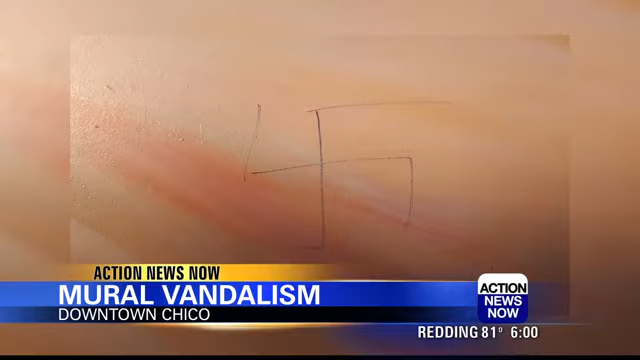 ACTION NEWS NOW
MURAL VANDALISM
DOWNTOWN CHICO
ACTION
NEWS
NOW
REDDING 81° 6:00